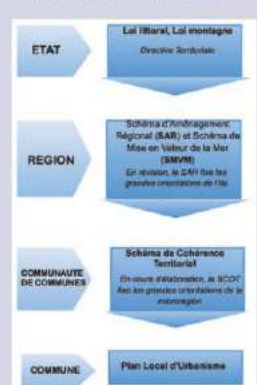 ETAT
Loi littoral, Loi montagne
Directive Territoriale
REGION
Schéma d'Aménagement
Régional (SAR) et Schéma de
Mise en Valeur de la Mer
(SMVM)
En révision, le SAR fixe les
grandes orientations de l'île
COMMUNAUTE
DE COMMUNES
Schéma de Cohérence
Territorial
En cours d'élaboration, le SCOT
fixe les grandes orientations de la
microrégion
COMMUNE
Plan Local d'Urbanisme